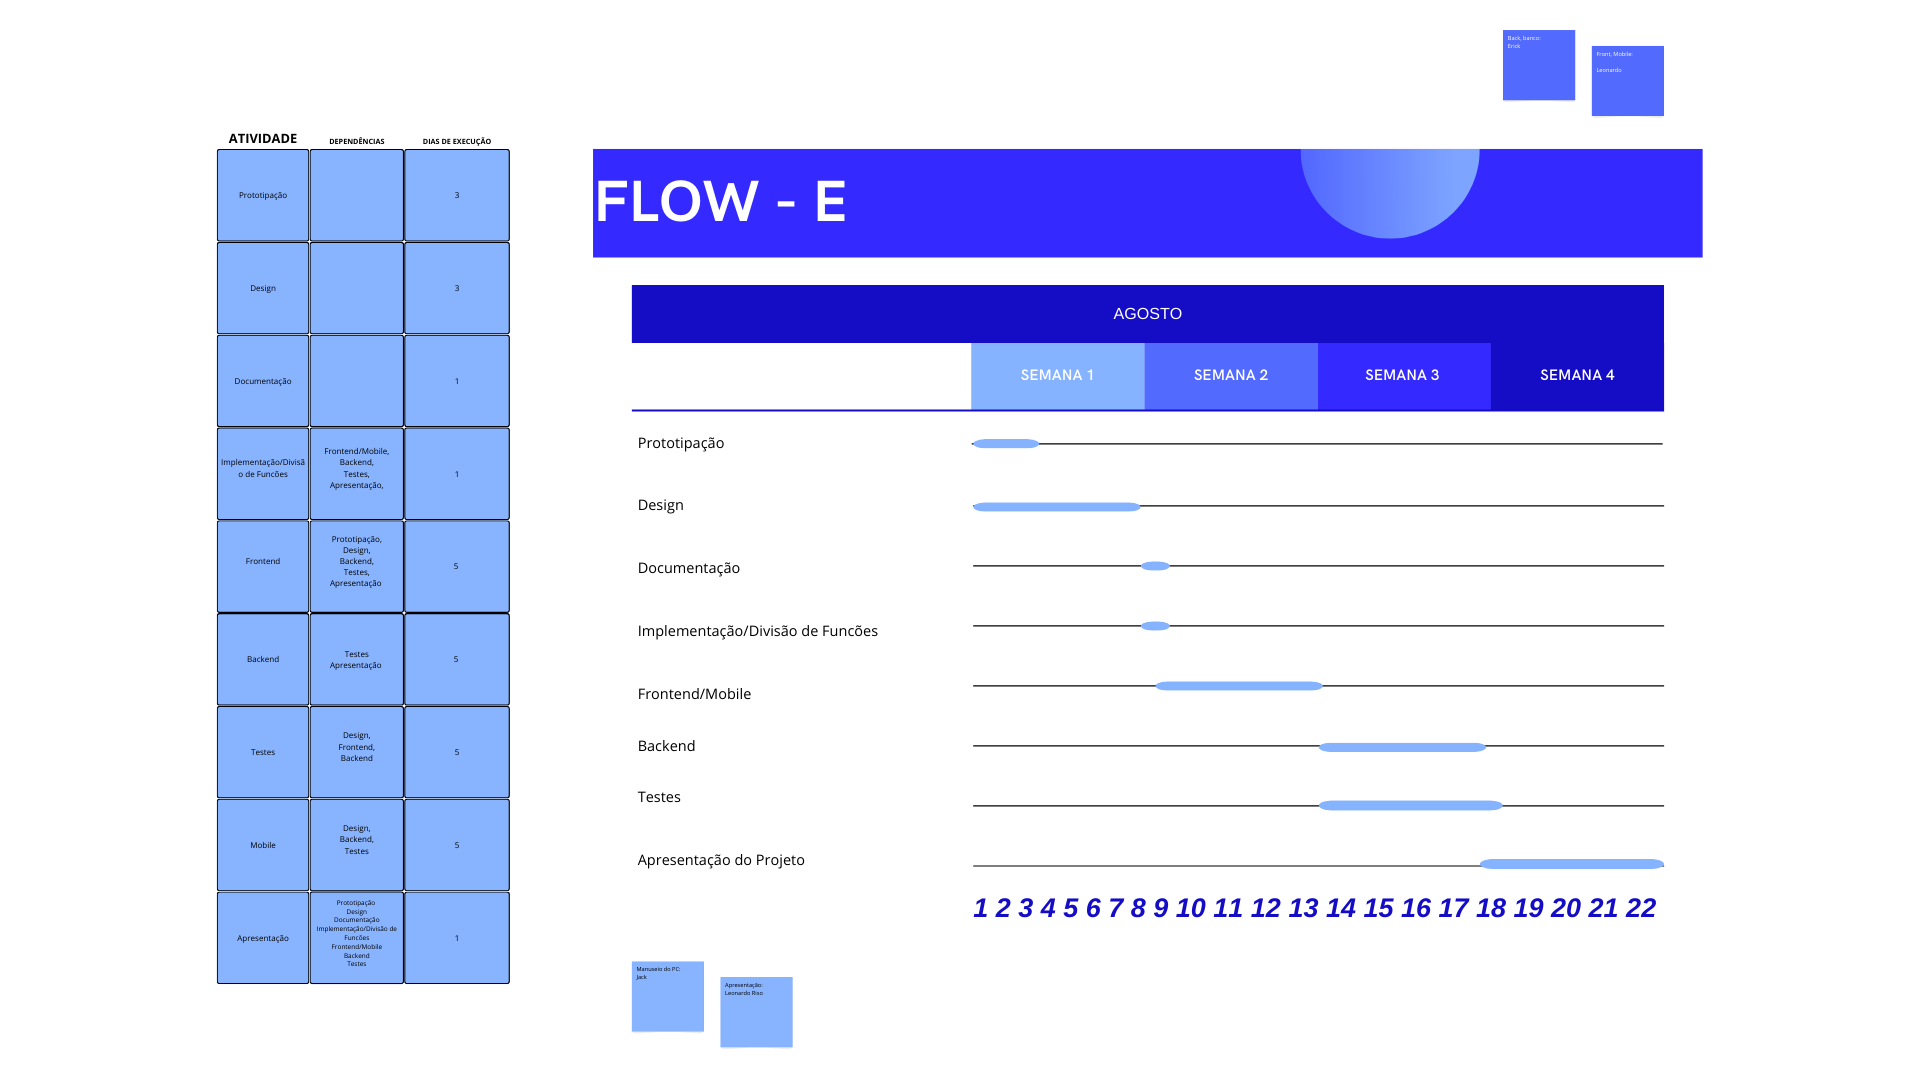 Back, banco:
Erick
Front, Mobile:
Leonardo
ATIVIDADE DEPENDÊNCIAS DIAS DE EXECUÇÃO
Prototipação 3
Design 3
Documentação 1
Implementação/Divisã
o de Funcões
Frontend/Mobile,
Backend,
Testes,
Apresentação,
1
Frontend
Prototipação,
Design,
Backend,
Testes,
Apresentação
5
Backend
Testes
Apresentação
5
Testes
Design,
Frontend,
Backend
5
Mobile
Design,
Backend,
Testes
5
Apresentação
Prototipação
Design
Documentação
Implementação/Divisão de
Funcões
Frontend/Mobile
Backend
Testes
1
FLOW - E
AGOSTO
SEMANA 1 SEMANA 2 SEMANA 3 SEMANA 4
Prototipação
Design
Documentação
Implementação/Divisão de Funcões
Frontend/Mobile
Backend
Testes
Apresentação do Projeto
1 2 3 4 5 6 7 8 9 10 11 12 13 14 15 16 17 18 19 20 21 22
Manuseio do PC:
Jack
Apresentação:
Leonardo Riso